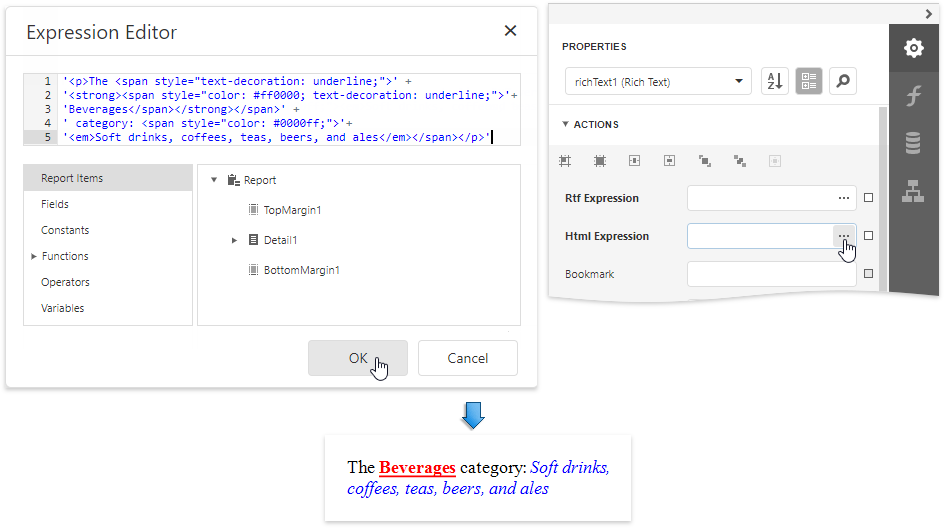 Expression Editor
1 '<p>The <span style="text-decoration: underline;">' +
2 '<strong><span style="color: #ff0000; text-decoration: underline;">'+
3 'Beverages</span></strong></span>' +
4 ' category: <span style="color: #0000ff;">'+
5 '<em>Soft drinks, coffees, teas, beers, and ales</em></span></p>'
Report Items
Fields
Constants
Functions
Operators
Variables
Report
TopMargin1
Detail1
BottomMargin1
OK
Cancel
PROPERTIES
richText1 (Rich Text)
A
Z
ACTIONS
Rtf Expression
...
Html Expression
...
Bookmark
The Beverages category: Soft drinks,
coffees, teas, beers, and ales